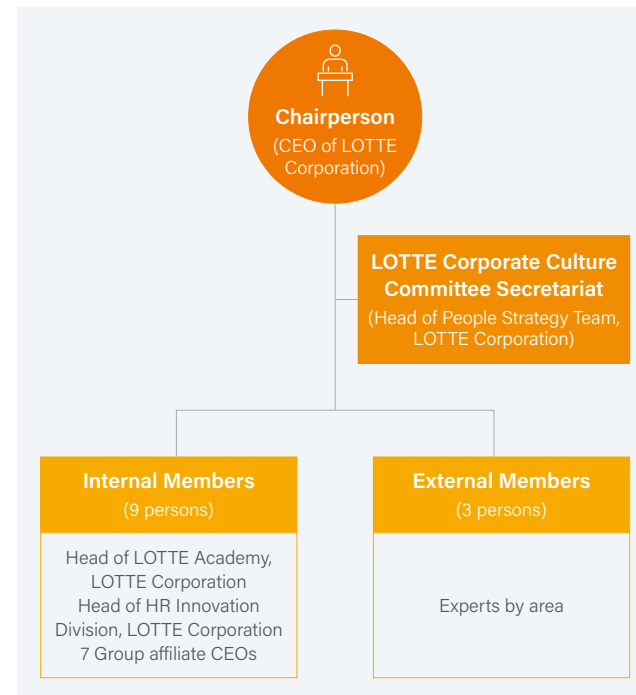 Chairperson
(CEO of LOTTE
Corporation)
LOTTE Corporate Culture
Committee Secretariat
(Head of People Strategy Team,
LOTTE Corporation)
Internal Members
(9 persons)
Head of LOTTE Academy,
LOTTE Corporation
Head of HR Innovation
Division, LOTTE Corporation
7 Group affiliate CEOs
External Members
(3 persons)
Experts by area